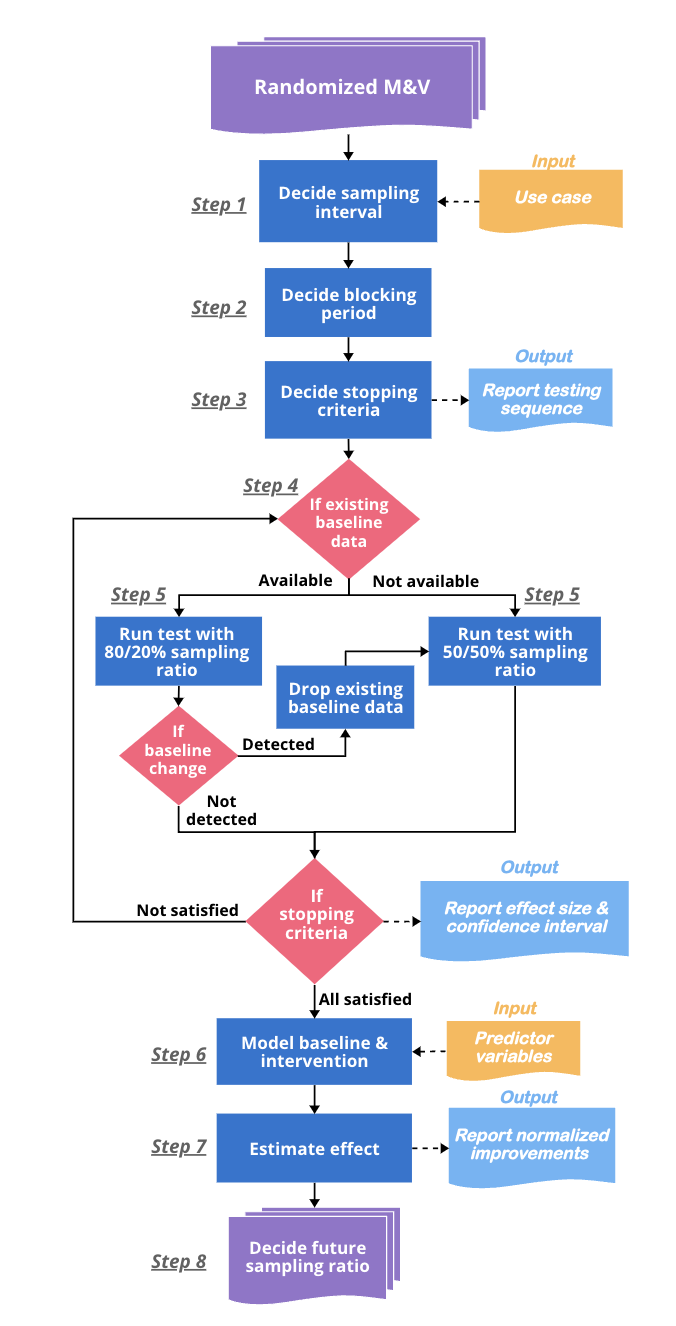 Randomized M&V
Input
Step 1
Decide sampling
interval
Use case
Step 2
Decide blocking
period
Output
Step 3
Decide stopping
criteria
Report testing
sequence
Step 4
If existing
baseline
data
Available
Not available
Step 5
Step 5
Run test with
80/20% sampling
ratio
Run test with
50/50% sampling
ratio
Drop existing
baseline data
If
baseline
change
Detected
Not
detected
Output
If
stopping
criteria
Not satisfied
Report effect size &
confidence interval
All satisfied
Input
Step 6
Model baseline &
intervention
Predictor
variables
Output
Step 7
Estimate effect
Report normalized
improvements
Step 8
Decide future
sampling ratio